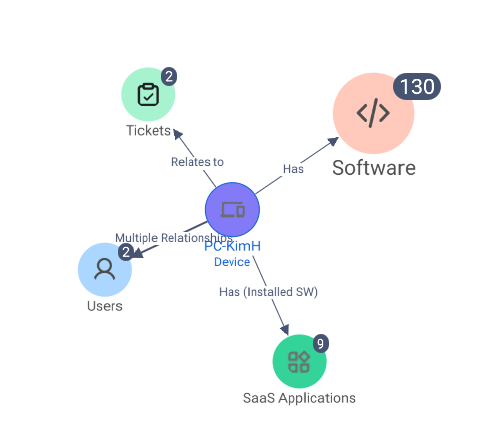 2
130
Tickets
Relates to
Has
Software
Multiple Relationships
PC-KimH
Device
2
Users
Has (Installed SW)
9
SaaS Applications